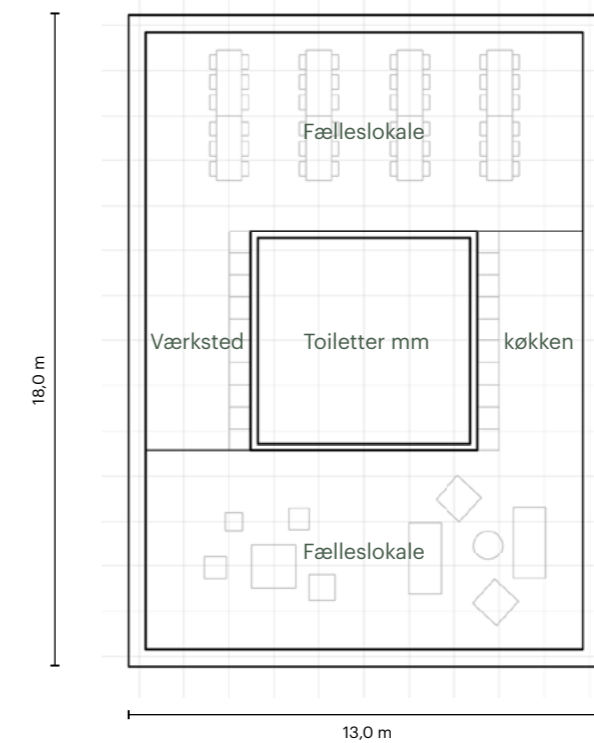 Fælleslokale
Værksted
Toiletter mm
køkken
18,0 m
Fælleslokale
13,0 m